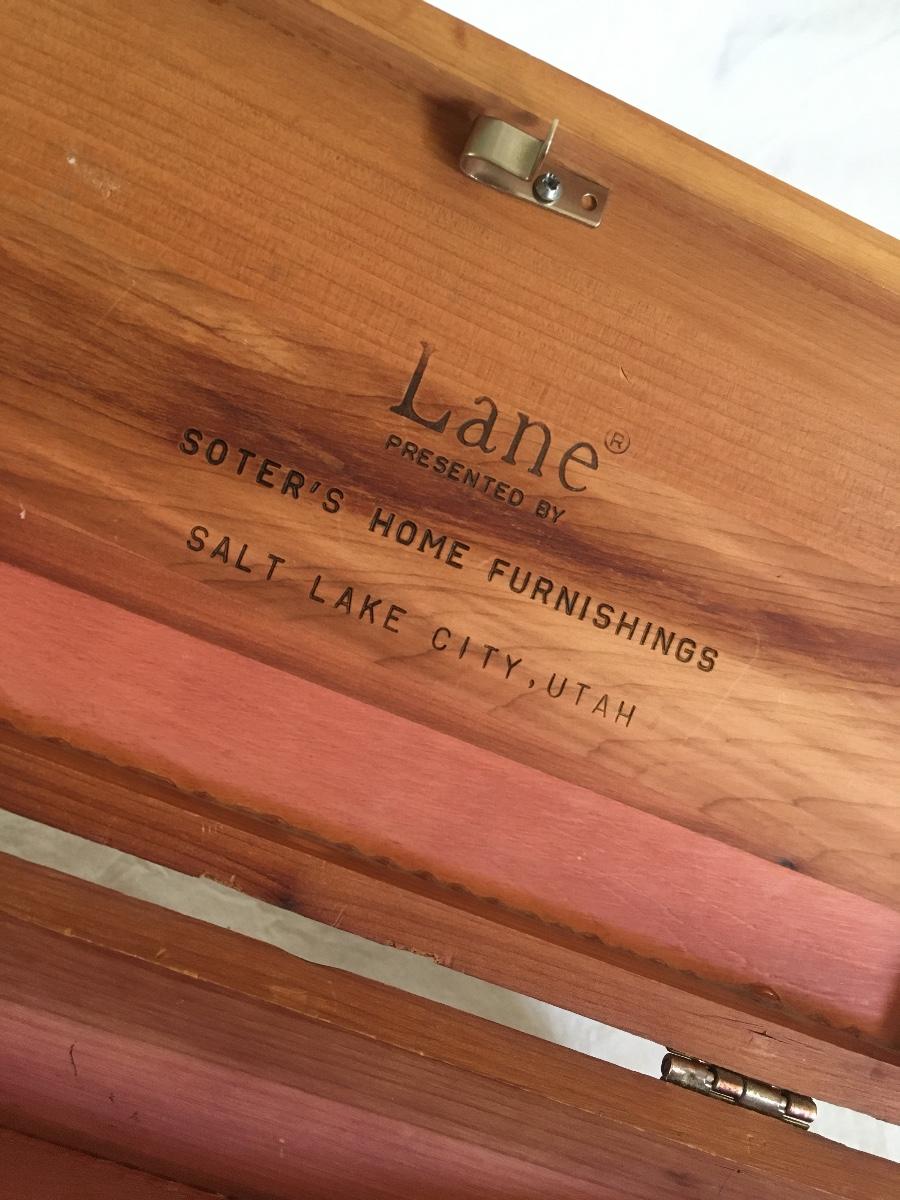 Lane®
PRESENTED BY
SOTER'S HOME FURNISHINGS
SALT LAKE CITY, UTAH